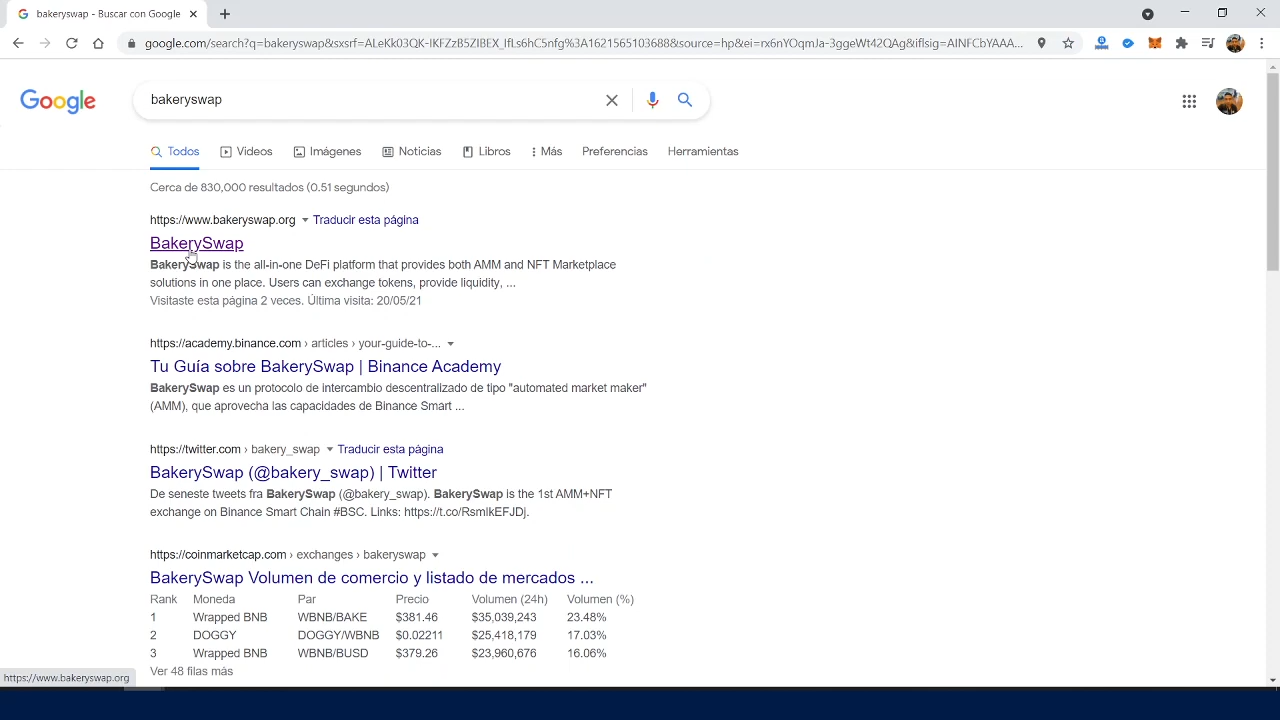 bakeryswap - Buscar con Google
google.com/search?q=bakeryswap&sxsrf=
Google
bakeryswap
Todos Videos Imágenes Noticias Libros Más Preferencias Herramientas
Cerca de 830,000 resultados (0.51 segundos)
https://www.bakeryswap.org Traducir esta página
BakerySwap
BakerySwap is the all-in-one DeFi platform that provides both AMM and NFT Marketplace
solutions in one place. Users can exchange tokens, provide liquidity, ...
Visitaste esta página 2 veces. Última visita: 20/05/21
https://academy.binance.com › articles › your-guide-to-...
Tu Guía sobre BakerySwap | Binance Academy
BakerySwap es un protocolo de intercambio descentralizado de tipo "automated market maker"
(AMM), que aprovecha las capacidades de Binance Smart ...
https://twitter.com › bakery_swap Traducir esta página
BakerySwap (@bakery_swap) | Twitter
De seneste tweets fra BakerySwap (@bakery_swap). BakerySwap is the 1st AMM+NFT
exchange on Binance Smart Chain #BSC. Links: https://t.co/RsmlkEFJDj.
https://coinmarketcap.com › exchanges › bakeryswap
BakerySwap Volumen de comercio y listado de mercados ...
Rank Moneda Par Precio Volumen (24h) Volumen (%)
1 Wrapped BNB WBNB/BAKE $381.46 $35,039,243 23.48%
2 DOGGY DOGGY/WBNB $0.02211 $25,418,179 17.03%
3 Wrapped BNB WBNB/BUSD $379.26 $23,960,676 16.06%
Ver 48 filas más
https://www.bakeryswap.org